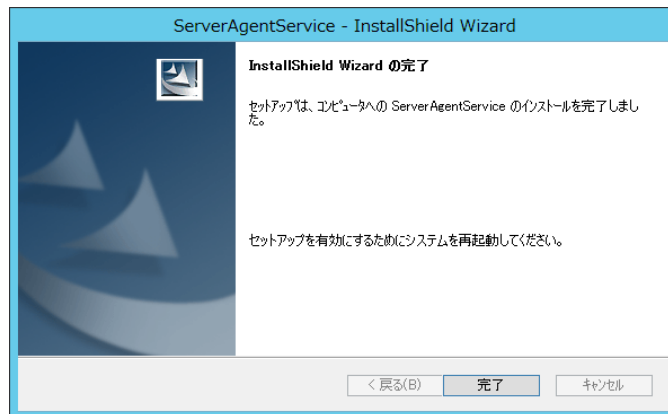 ServerAgentService - InstallShield Wizard
InstallShield Wizard の完了
セットアップは、コンピュータへの ServerAgentService のインストールを完了しまし
た。
セットアップを有効にするためにシステムを再起動してください。
< 戻る(B)
完了
キャンセル